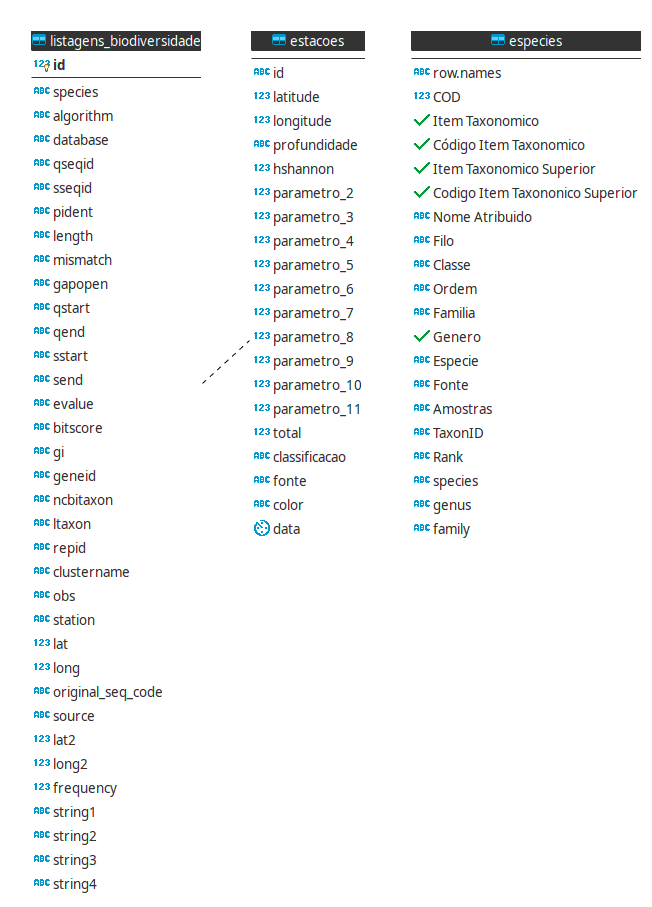 listagens_biodiversidade
123 id
ABC species
ABC algorithm
ABC database
ABC qseqid
ABC sseqid
ABC pident
ABC length
ABC mismatch
ABC gapopen
ABC qstart
ABC qend
ABC sstart
ABC send
ABC evalue
ABC bitscore
ABC gi
ABC geneid
ABC ncbitaxon
ABC ltaxon
ABC repid
ABC clustername
ABC obs
ABC station
123 lat
123 long
ABC original_seq_code
ABC source
123 lat2
123 long2
123 frequency
ABC string1
ABC string2
ABC string3
ABC string4
estacoes
ABC id
123 latitude
123 longitude
ABC profundidade
123 hshannon
123 parametro_2
123 parametro_3
123 parametro_4
123 parametro_5
123 parametro_6
123 parametro_7
123 parametro_8
123 parametro_9
123 parametro_10
123 parametro_11
123 total
ABC classificacao
ABC fonte
ABC color
data
especies
ABC row.names
123 COD
Item Taxonomico
Código Item Taxonomico
Item Taxonomico Superior
Codigo Item Taxononico Superior
ABC Nome Atribuido
ABC Filo
ABC Classe
ABC Ordem
ABC Familia
Genero
ABC Especie
ABC Fonte
ABC Amostras
ABC TaxonID
ABC Rank
ABC species
ABC genus
ABC family